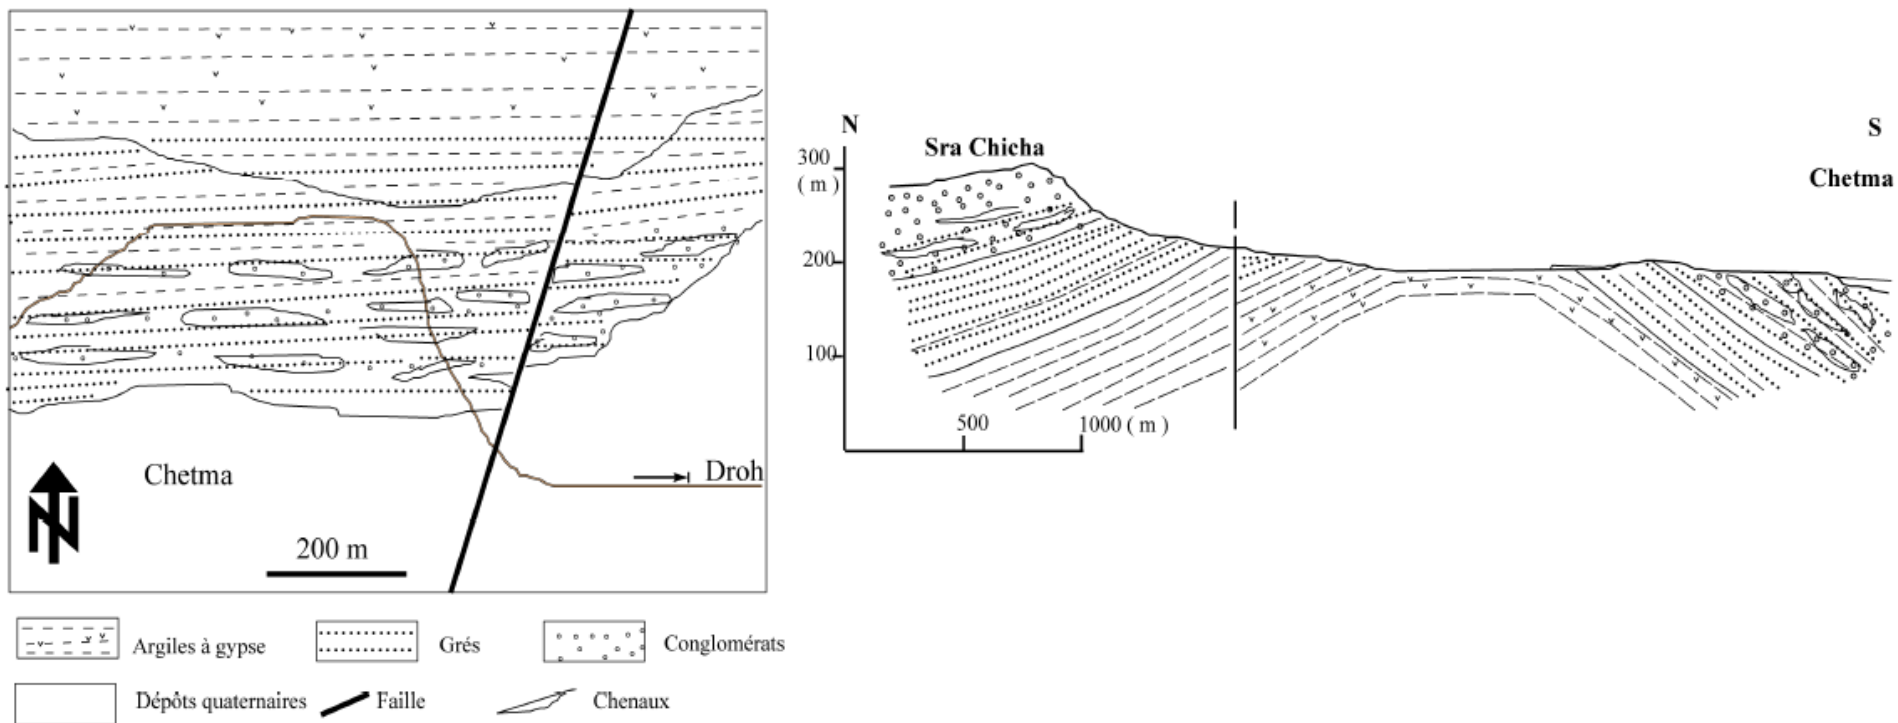 Chetma
Droh
N
200 m
Argiles à gypse
Grés
Conglomérats
Dépôts quaternaires
Faille
Chenaux
N
S
Sra Chicha
Chetma
300
( m )
200
100
500
1000 ( m )